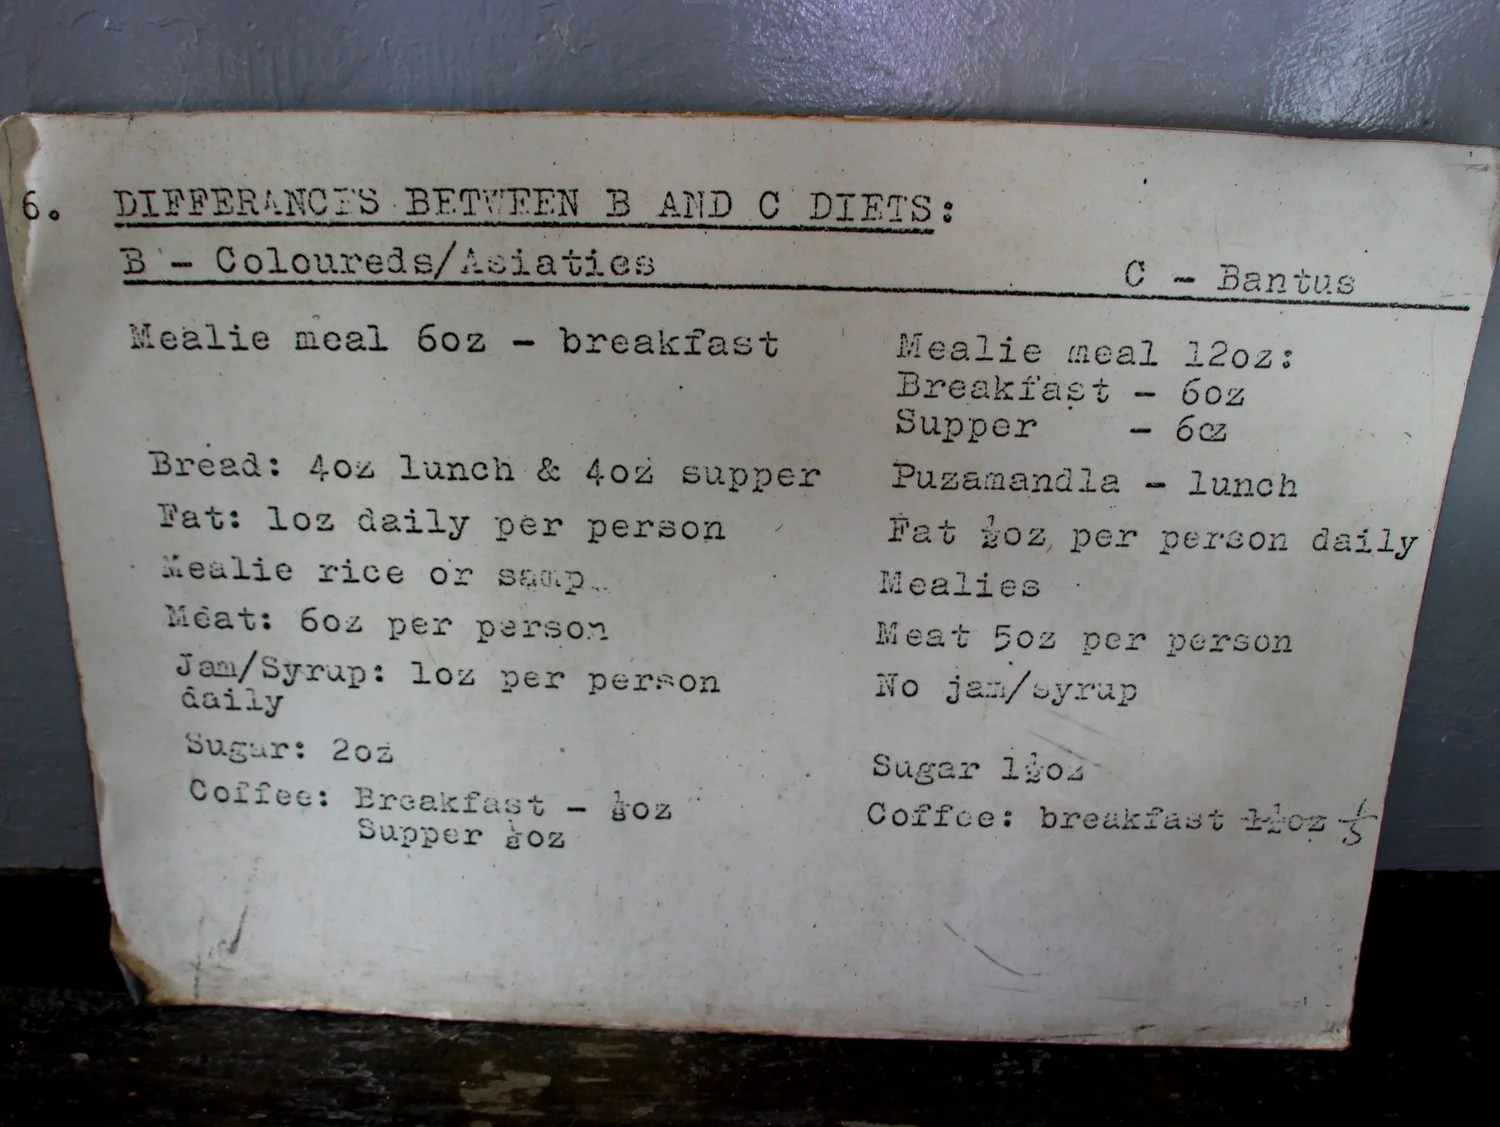 6. DIFFERANCES BETWEEN B AND C DIETS:
B - Coloureds/Asiaties
C - Bantus
Mealie meal 6oz - breakfast
Bread: 4oz lunch & 4oz supper
Fat: 1oz daily per person
Mealie rice or samp
Meat: 6oz per person
Jam/Syrup: 1oz per person
daily
Sugar: 2oz
Coffee: Breakfast - ⅛oz
Supper ⅛oz
Mealie meal 12oz:
Breakfast - 6oz
Supper - 6oz
Puzamandla - lunch
Fat ½oz per person daily
Mealies
Meat 5oz per person
No jam/syrup
Sugar 1½oz
Coffee: breakfast 1½oz